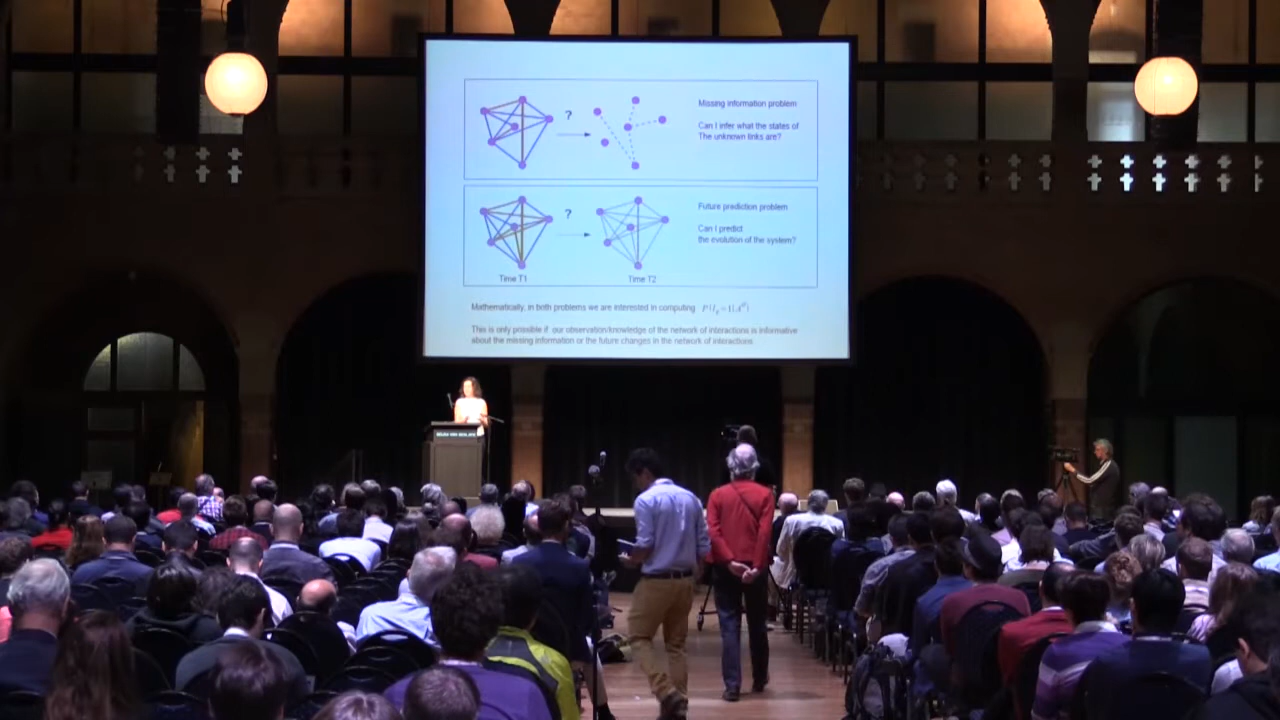 ?
Missing information problem
Can I infer what the states of
The unknown links are?
?
Future prediction problem
Can I predict
the evolution of the system?
Time T1
Time T2
Mathematically, in both problems we are interested in computing
This is only possible if our observation/knowledge of the network of interactions is informative
about the missing information or the future changes in the network of interactions